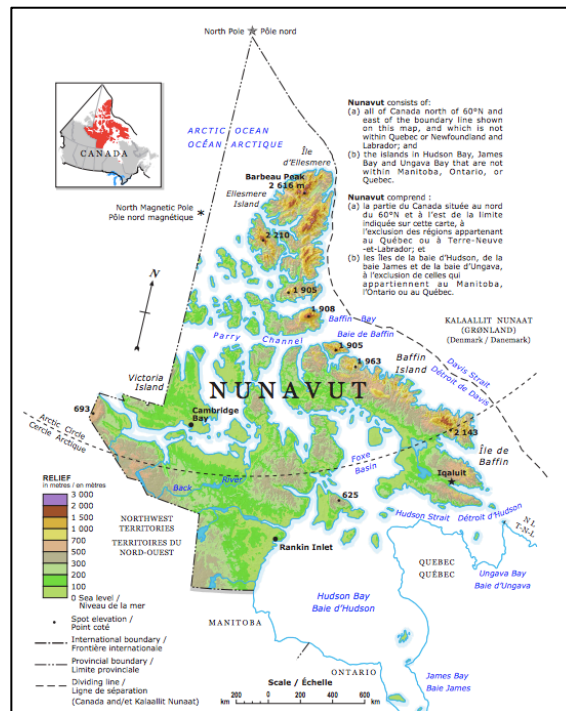 North Pole
Pôle nord
ARCTIC OCEAN
OCÉAN ARCTIQUE
CANADA
Nunavut consists of:
(a) all of Canada north of 60°N and
east of the boundary line shown
on this map, and which is not
within Quebec or Newfoundland and
Labrador; and
(b) the islands in Hudson Bay, James
Bay and Ungava Bay that are not
within Manitoba, Ontario, or
Quebec.
Nunavut comprend :
(a) la partie du Canada située au nord
du 60°N et à l'est de la limite
indiquée sur cette carte, à
l'exclusion des régions appartenant
au Québec ou à Terre-Neuve
-et-Labrador; et
(b) les îles de la baie d'Hudson, de la
baie James et de la baie d'Ungava,
à l'exclusion de celles qui
appartiennent au Manitoba,
l'Ontario ou au Québec.
Île
d'Ellesmere
Barbeau Peak
2 616 m
Ellesmere
Island
North Magnetic Pole
Pôle nord magnétique
2 210
N
1 905
1 908
Baffin Bay
Baie de Baffin
KALAALLIT NUNAAT
(GRØNLAND)
(Denmark / Danemark)
Parry Channel
1 905
1 963
Baffin
Island
Davis Strait
Détroit de Davis
Victoria
Island
NUNAVUT
693
Cambridge
Bay
Arctic Circle
Cercle Arctique
2 143
Île de
Baffin
Foxe
Basin
Iqaluit
Back River
625
Hudson Strait
Détroit d'Hudson
NORTHWEST
TERRITORIES
TERRITOIRES DU
NORD-OUEST
Rankin Inlet
N.L.
T.-N.-L.
QUEBEC
QUÉBEC
Ungava Bay
Baie d'Ungava
Hudson Bay
Baie d'Hudson
MANITOBA
ONTARIO
James Bay
Baie James
RELIEF
in metres / en mètres
3 000
2 000
1 500
1 000
700
500
300
200
100
0 Sea level /
Niveau de la mer
Spot elevation /
Point coté
International boundary /
Frontière internationale
Provincial boundary /
Limite provinciale
Dividing line /
Ligne de séparation
(Canada and/et Kalaallit Nunaat)
Scale / Échelle
km
200
0
200
400
600
km